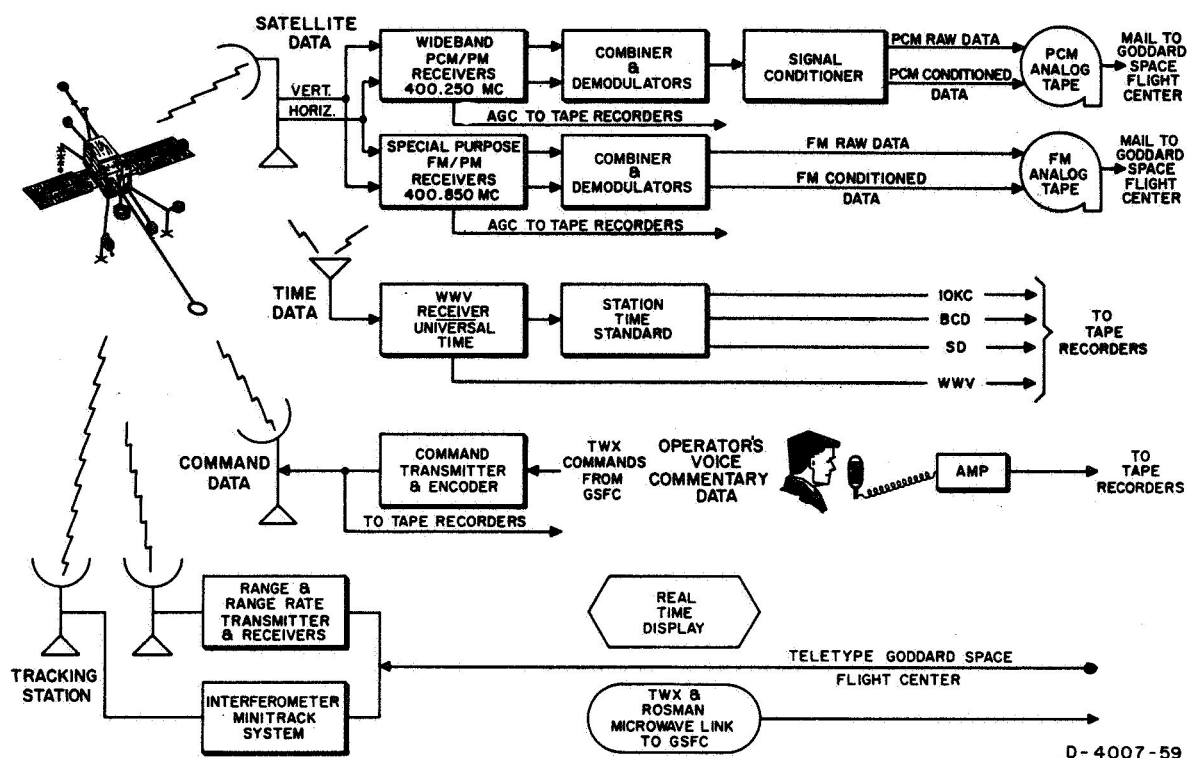 SATELLITE
DATA
VERT.
HORIZ.
WIDEBAND
PCM/PM
RECEIVERS
400.250 MC
COMBINER
&
DEMODULATORS
SIGNAL
CONDITIONER
PCM RAW DATA
PCM CONDITIONED
DATA
PCM
ANALOG
TAPE
MAIL TO
GODDARD
SPACE
FLIGHT
CENTER
AGC TO TAPE RECORDERS
SPECIAL PURPOSE
FM/PM
RECEIVERS
400.850 MC
COMBINER
&
DEMODULATORS
FM RAW DATA
FM CONDITIONED
DATA
FM
ANALOG
TAPE
MAIL TO
GODDARD
SPACE
FLIGHT
CENTER
AGC TO TAPE RECORDERS
TIME
DATA
WWV
RECEIVER
UNIVERSAL
TIME
STATION
TIME
STANDARD
10KC
BCD
SD
WWV
TO
TAPE
RECORDERS
COMMAND
DATA
COMMAND
TRANSMITTER
& ENCODER
TWX
COMMANDS
FROM
GSFC
TO TAPE RECORDERS
OPERATOR'S
VOICE
COMMENTARY
DATA
AMP
TO
TAPE
RECORDERS
TRACKING
STATION
RANGE &
RANGE RATE
TRANSMITTER
& RECEIVERS
INTERFEROMETER
MINITRACK
SYSTEM
REAL
TIME
DISPLAY
TELETYPE GODDARD SPACE
FLIGHT CENTER
TWX &
ROSMAN
MICROWAVE LINK
TO GSFC
D-4007-59